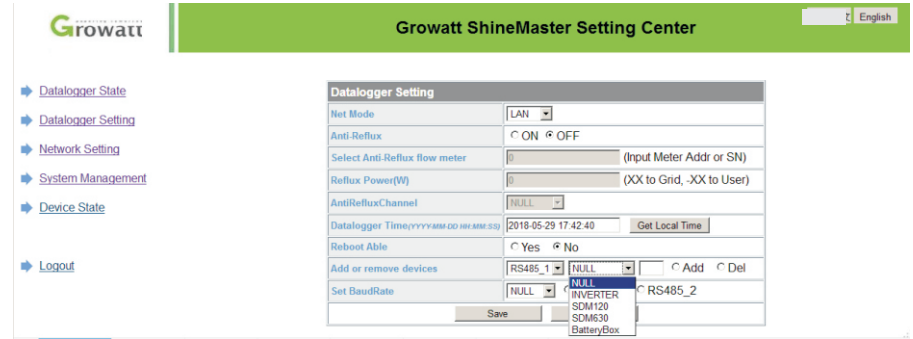 Growatt
Growatt ShineMaster Setting Center
English
Datalogger State
Datalogger Setting
Network Setting
System Management
Device State
Logout
Datalogger Setting
Net Mode LAN
Anti-Reflux ON OFF
Select Anti-Reflux flow meter 0 (Input Meter Addr or SN)
Reflux Power(W) 0 (XX to Grid, -XX to User)
AntiRefluxChannel NULL
Datalogger Time(YYYY-MM-DD HH:MM:SS) 2018-05-29 17:42:40 Get Local Time
Reboot Able Yes No
Add or remove devices RS485_1 NULL Add Del
Set BaudRate NULL RS485_2
NULL
INVERTER
SDM120
SDM630
BatteryBox
Save